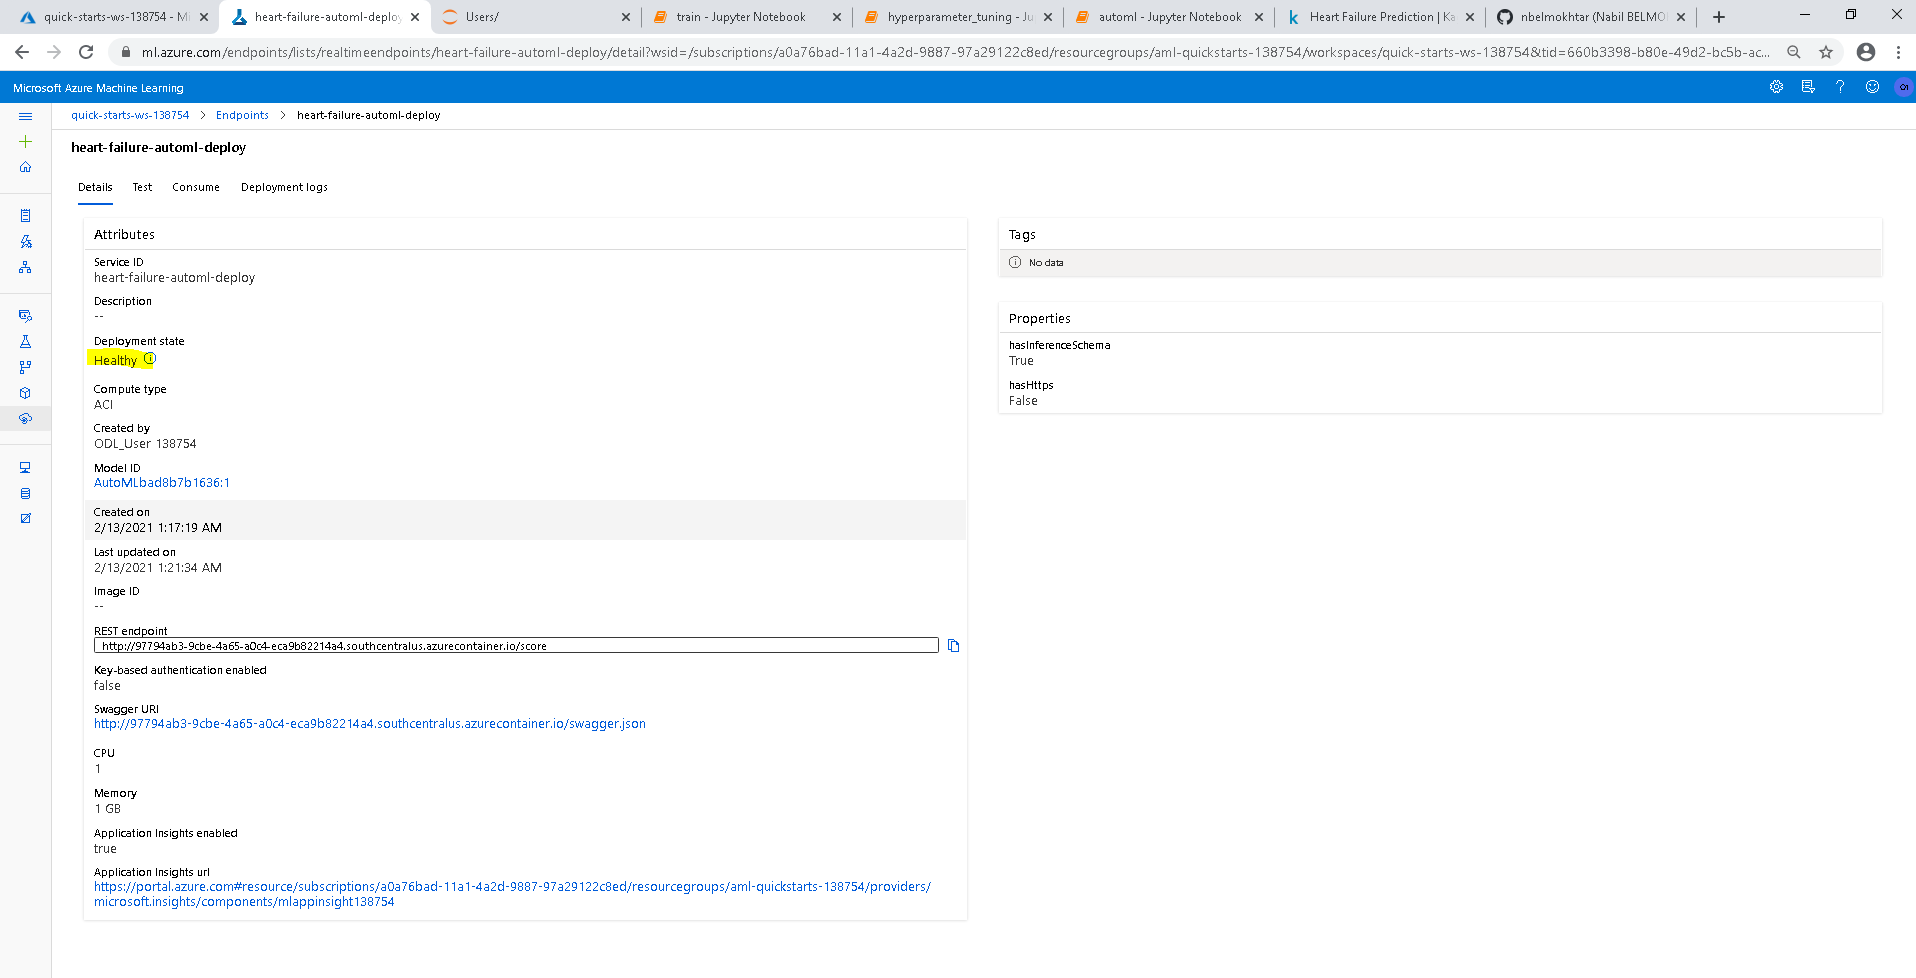 quick-starts-ws-138754 - Mi
heart-failure-automl-deploy
Users/
train - Jupyter Notebook
hyperparameter_tuning - Ju
automl - Jupyter Notebook
Heart Failure Prediction | Ka
nbelmokhtar (Nabil BELMO
ml.azure.com/endpoints/lists/realtimeendpoints/heart-failure-automl-deploy/detail?wsid=/subscriptions/a0a76bad-11a1-4a2d-9887-97a29122c8ed/resourcegroups/aml-quickstarts-138754/workspaces/quick-starts-ws-138754&tid=660b3398-b80e-49d2-bc5b-ac...
Microsoft Azure Machine Learning
quick-starts-ws-138754 > Endpoints > heart-failure-automl-deploy
heart-failure-automl-deploy
Details Test Consume Deployment logs
Attributes
Service ID
heart-failure-automl-deploy
Description
--
Deployment state
Healthy
Compute type
ACI
Created by
ODL_User 138754
Model ID
AutoMLbad8b7b1636:1
Created on
2/13/2021 1:17:19 AM
Last updated on
2/13/2021 1:21:34 AM
Image ID
--
REST endpoint
http://97794ab3-9cbe-4a65-a0c4-eca9b82214a4.southcentralus.azurecontainer.io/score
Key-based authentication enabled
false
Swagger URI
http://97794ab3-9cbe-4a65-a0c4-eca9b82214a4.southcentralus.azurecontainer.io/swagger.json
CPU
1
Memory
1 GB
Application Insights enabled
true
Application Insights url
https://portal.azure.com#resource/subscriptions/a0a76bad-11a1-4a2d-9887-97a29122c8ed/resourcegroups/aml-quickstarts-138754/providers/
microsoft.insights/components/mlappinsight138754
Tags
No data
Properties
hasInferenceSchema
True
hasHttps
False